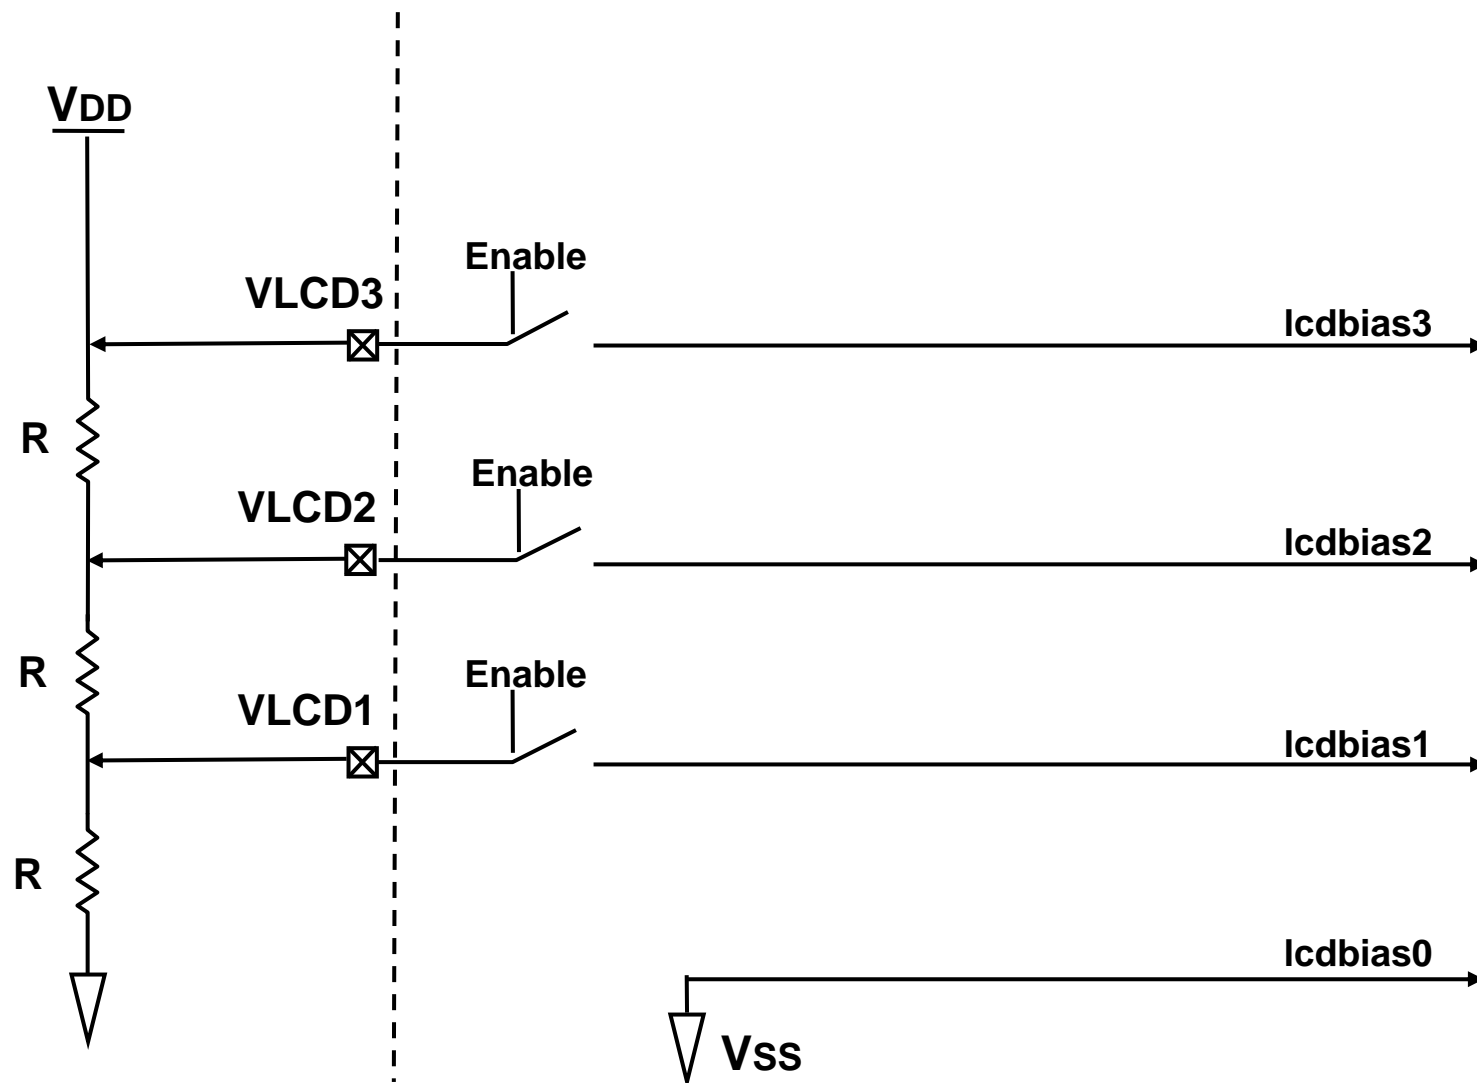 VDD
Enable
VLCD3
lcdbias3
R
Enable
VLCD2
lcdbias2
R
Enable
VLCD1
lcdbias1
R
lcdbias0
VSS